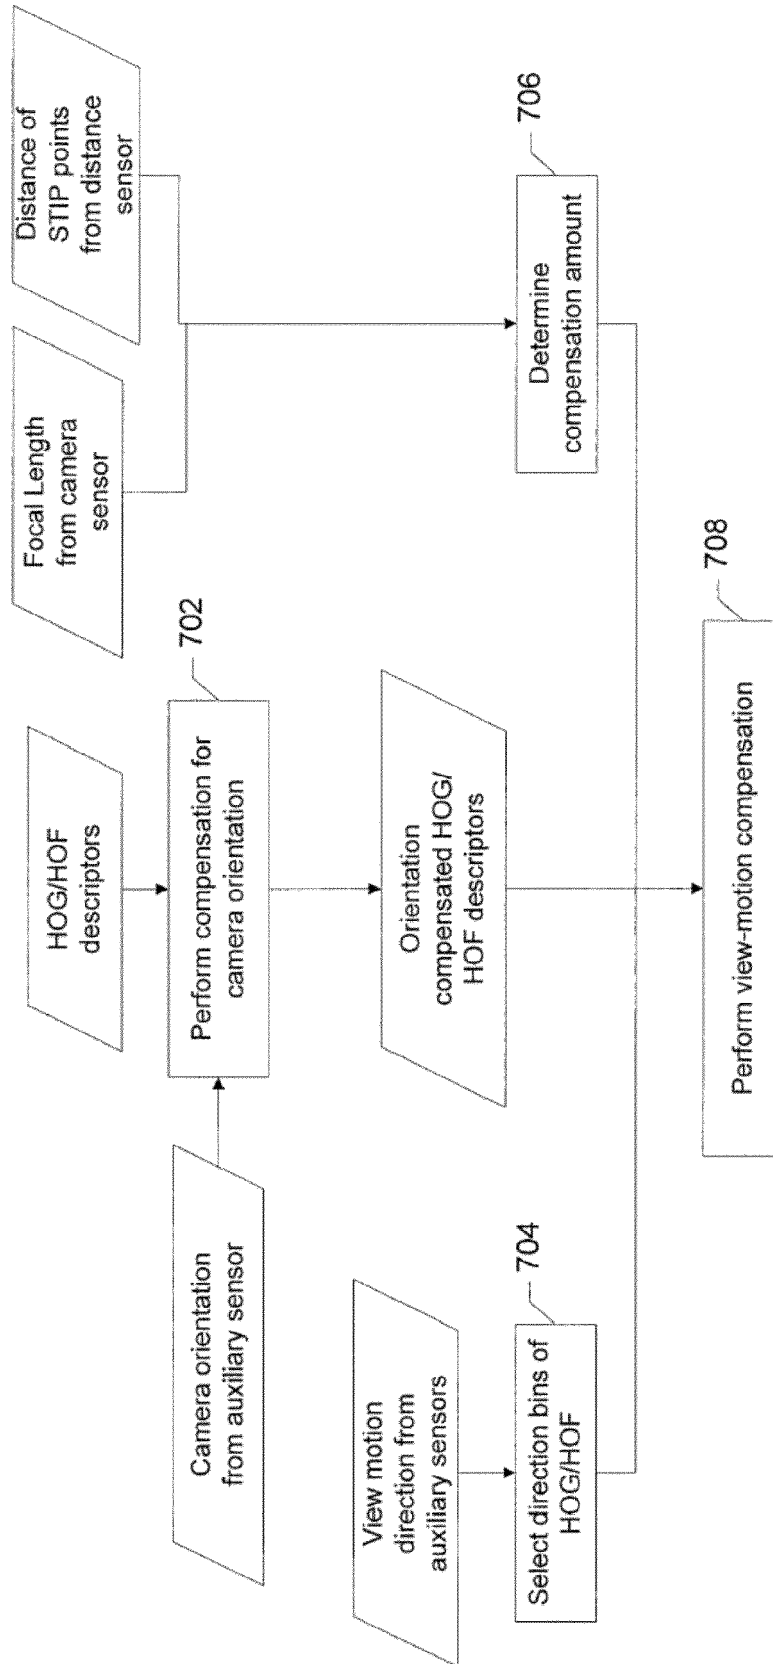 Camera orientation
from auxiliary sensor
HOG/HOF
descriptors
Focal Length
from camera
sensor
Distance of
STIP points
from distance
sensor
702
Perform compensation for
camera orientation
View motion
direction from
auxiliary sensors
Orientation
compensated HOG/
HOF descriptors
704
Select direction bins of
HOG/HOF
706
Determine
compensation amount
708
Perform view-motion compensation